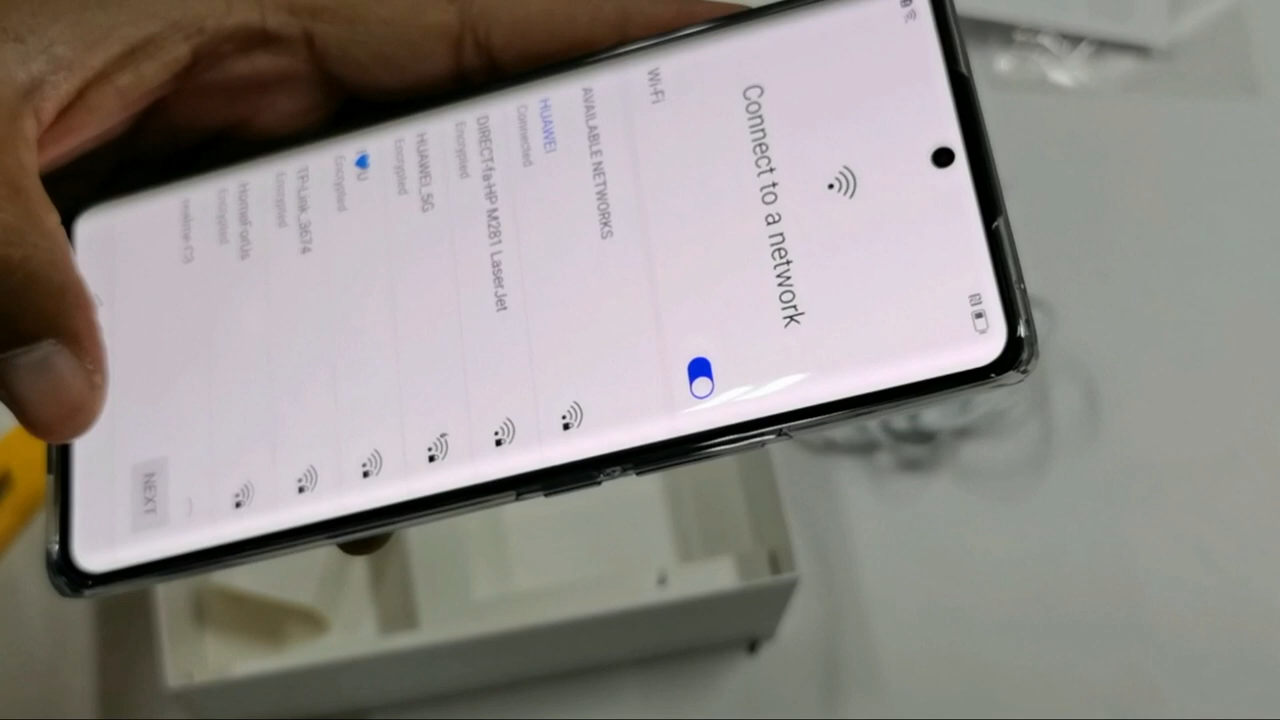 Connect to a network
Wi-Fi
AVAILABLE NETWORKS
HUAWEI
Connected
DIRECT-fa-HP M281 LaserJet
Encrypted
HUAWEI_5G
Encrypted
I💙U
Encrypted
TP-Link_3674
Encrypted
HomeForUs
Encrypted
NEXT